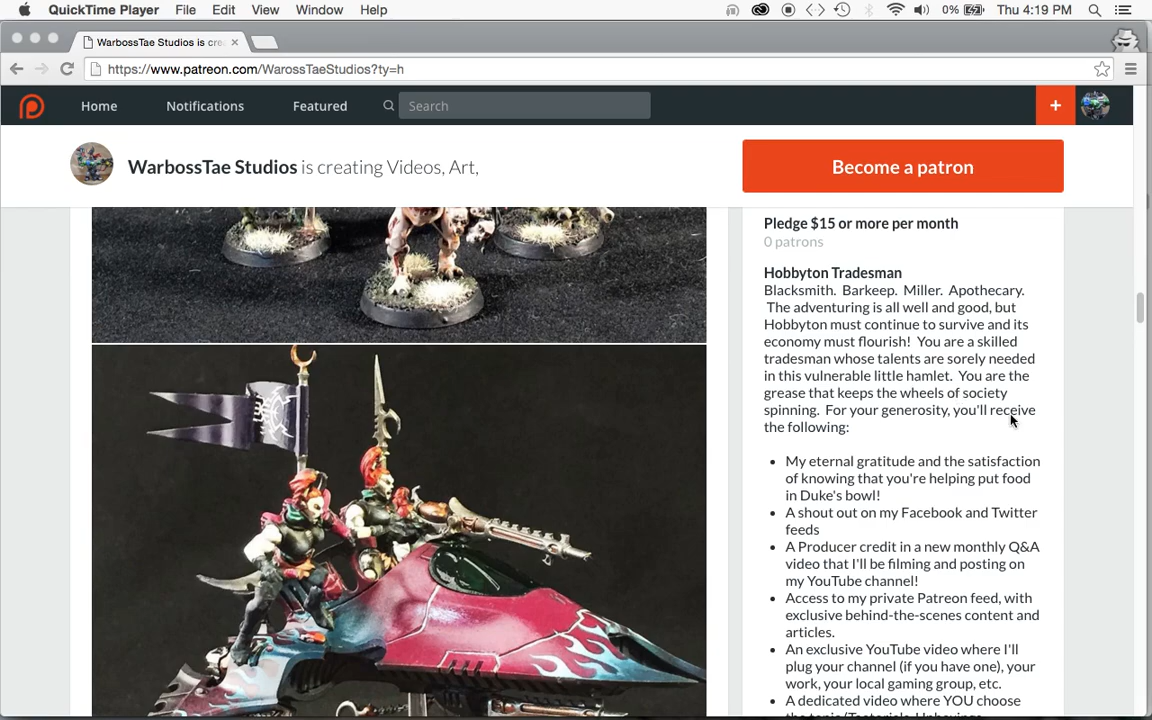 QuickTime Player File Edit View Window Help 0% Thu 4:19 PM
WarbossTae Studios is cre
https://www.patreon.com/WarossTaeStudios?ty=h
Home Notifications Featured Search +
WarbossTae Studios is creating Videos, Art, Become a patron
Pledge $15 or more per month
0 patrons
Hobbyton Tradesman
Blacksmith. Barkeep. Miller. Apothecary.
The adventuring is all well and good, but
Hobbyton must continue to survive and its
economy must flourish! You are a skilled
tradesman whose talents are sorely needed
in this vulnerable little hamlet. You are the
grease that keeps the wheels of society
spinning. For your generosity, you'll receive
the following:
• My eternal gratitude and the satisfaction
of knowing that you're helping put food
in Duke's bowl!
• A shout out on my Facebook and Twitter
feeds
• A Producer credit in a new monthly Q&A
video that I'll be filming and posting on
my YouTube channel!
• Access to my private Patreon feed, with
exclusive behind-the-scenes content and
articles.
• An exclusive YouTube video where I'll
plug your channel (if you have one), your
work, your local gaming group, etc.
• A dedicated video where YOU choose